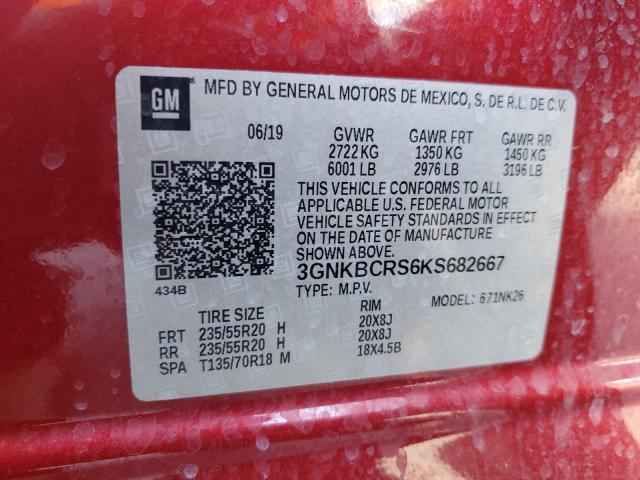 GM
MFD BY GENERAL MOTORS DE MEXICO, S. DE R.L. DE C.V.
06/19 GVWR GAWR FRT GAWR RR
2722 KG 1350 KG 1450 KG
6001 LB 2976 LB 3196 LB
THIS VEHICLE CONFORMS TO ALL
APPLICABLE U.S. FEDERAL MOTOR
VEHICLE SAFETY STANDARDS IN EFFECT
ON THE DATE OF MANUFACTURE
SHOWN ABOVE.
3GNKBCRS6KS682667
434B TYPE: M.P.V. MODEL: 671NK26
TIRE SIZE RIM
FRT 235/55R20 H 20X8J
RR 235/55R20 H 20X8J
SPA T135/70R18 M 18X4.5B